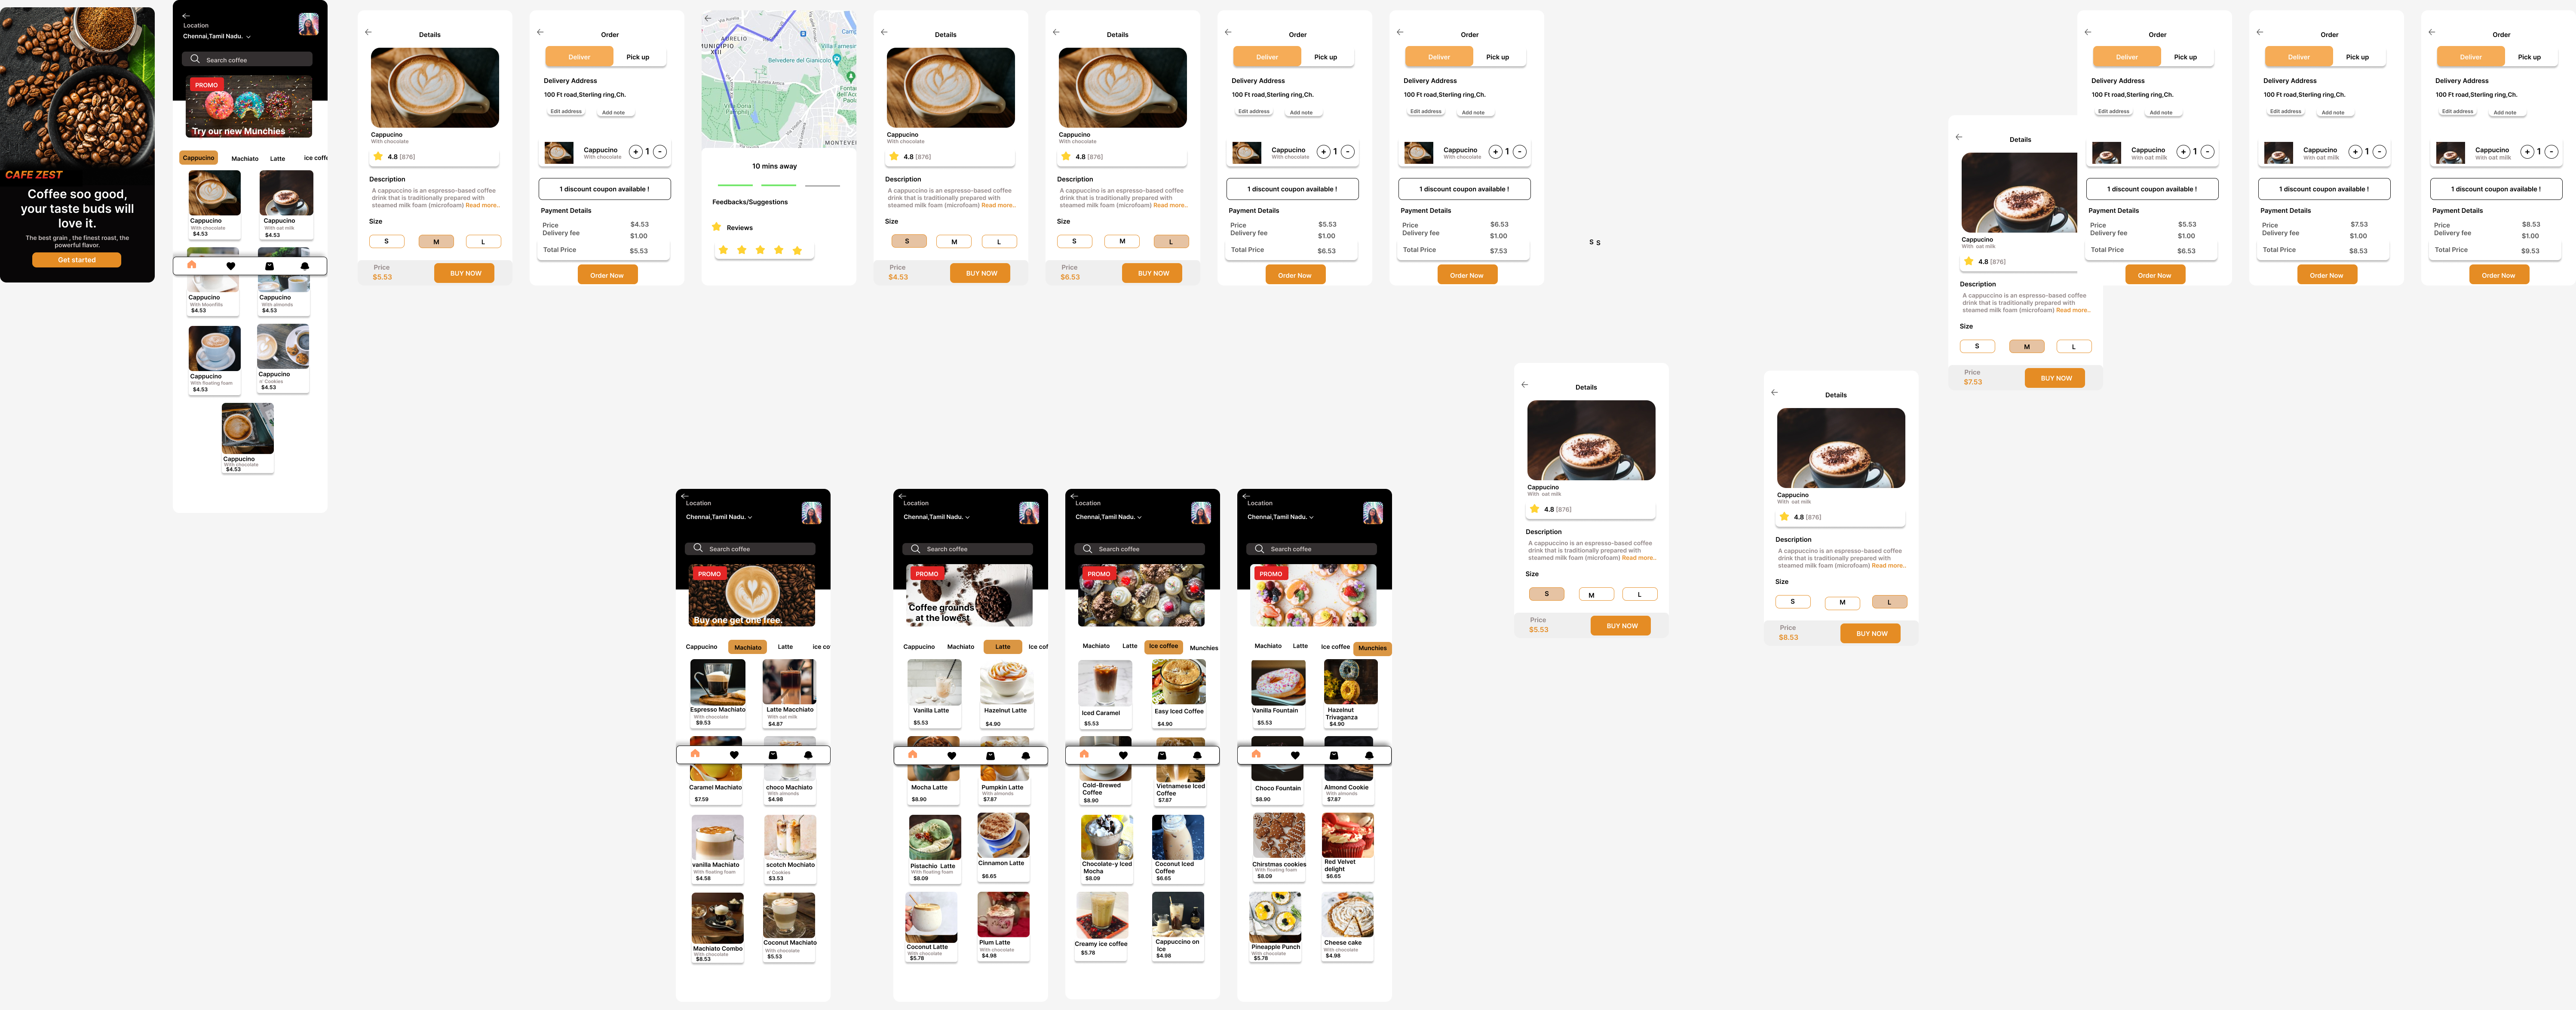 CAFE ZEST
Coffee soo good,
your taste buds will
love it.
The best grain , the finest roast, the
powerful flavor.
Get started
Location
Chennai,Tamil Nadu.
Search coffee
PROMO
Try our new Munchies
Cappucino
Machiato
Latte
ice coffe
Cappucino
With chocolate
$4.53
Cappucino
With oat milk
$4.53
Cappucino
With Moonfills
$4.53
Cappucino
With almonds
$4.53
Cappucino
With floating foam
$4.53
Cappucino
n' Cookies
$4.53
Cappucino
With chocolate
$4.53
Details
Cappucino
With chocolate
4.8 [876]
Description
A cappuccino is an espresso-based coffee
drink that is traditionally prepared with
steamed milk foam (microfoam) Read more..
Size
S
M
L
Price
$5.53
BUY NOW
Order
Deliver
Pick up
Delivery Address
100 Ft road,Sterling ring,Ch.
Edit address
Add note
Cappucino
With chocolate
+ 1 -
1 discount coupon available !
Payment Details
Price $4.53
Delivery fee $1.00
Total Price $5.53
Order Now
Via Aurelia
AURELIO
MUNICIPIO
XIII
Villa Farnesina
Belvedere del Gianicolo
Via Aurelia Antica
Villa Doria
Pamphilj
MONTEVE
10 mins away
Feedbacks/Suggestions
Reviews
Details
Cappucino
With chocolate
4.8 [876]
Description
A cappuccino is an espresso-based coffee
drink that is traditionally prepared with
steamed milk foam (microfoam) Read more..
Size
S
M
L
Price
$4.53
BUY NOW
Details
Cappucino
With chocolate
4.8 [876]
Description
A cappuccino is an espresso-based coffee
drink that is traditionally prepared with
steamed milk foam (microfoam) Read more..
Size
S
M
L
Price
$6.53
BUY NOW
Order
Deliver
Pick up
Delivery Address
100 Ft road,Sterling ring,Ch.
Edit address
Add note
Cappucino
With chocolate
+ 1 -
1 discount coupon available !
Payment Details
Price $5.53
Delivery fee $1.00
Total Price $6.53
Order Now
Order
Deliver
Pick up
Delivery Address
100 Ft road,Sterling ring,Ch.
Edit address
Add note
Cappucino
With chocolate
+ 1 -
1 discount coupon available !
Payment Details
Price $6.53
Delivery fee $1.00
Total Price $7.53
Order Now
S S
Details
Cappucino
With oat milk
4.8 [876]
Description
A cappuccino is an espresso-based coffee
drink that is traditionally prepared with
steamed milk foam (microfoam) Read more..
Size
S
M
L
Price
$7.53
BUY NOW
Order
Deliver
Pick up
Delivery Address
100 Ft road,Sterling ring,Ch.
Edit address
Add note
Cappucino
With oat milk
+ 1 -
1 discount coupon available !
Payment Details
Price $5.53
Delivery fee $1.00
Total Price $6.53
Order Now
Order
Deliver
Pick up
Delivery Address
100 Ft road,Sterling ring,Ch.
Edit address
Add note
Cappucino
With oat milk
+ 1 -
1 discount coupon available !
Payment Details
Price $7.53
Delivery fee $1.00
Total Price $8.53
Order Now
Order
Deliver
Pick up
Delivery Address
100 Ft road,Sterling ring,Ch.
Edit address
Add note
Cappucino
With oat milk
+ 1 -
1 discount coupon available !
Payment Details
Price $8.53
Delivery fee $1.00
Total Price $9.53
Order Now
Details
Cappucino
With oat milk
4.8 [876]
Description
A cappuccino is an espresso-based coffee
drink that is traditionally prepared with
steamed milk foam (microfoam) Read more..
Size
S
M
L
Price
$5.53
BUY NOW
Details
Cappucino
With oat milk
4.8 [876]
Description
A cappuccino is an espresso-based coffee
drink that is traditionally prepared with
steamed milk foam (microfoam) Read more..
Size
S
M
L
Price
$8.53
BUY NOW
Location
Chennai,Tamil Nadu.
Search coffee
PROMO
Buy one get one free.
Cappucino
Machiato
Latte
ice co
Espresso Machiato
With chocolate
$9.53
Latte Macchiato
With oat milk
$4.87
Caramel Machiato
$7.59
choco Machiato
With almonds
$4.98
vanilla Machiato
With floating foam
$4.58
scotch Mochiato
n' Cookies
$3.53
Machiato Combo
With chocolate
$8.53
Coconut Machiato
With chocolate
$5.53
Location
Chennai,Tamil Nadu.
Search coffee
PROMO
Coffee grounds
at the lowest
Cappucino
Machiato
Latte
Ice cof
Vanilla Latte
$5.53
Hazelnut Latte
$4.90
Mocha Latte
$8.90
Pumpkin Latte
With almonds
$7.87
Pistachio Latte
With floating foam
$8.09
Cinnamon Latte
$6.65
Coconut Latte
With chocolate
$5.78
Plum Latte
With chocolate
$4.98
Location
Chennai,Tamil Nadu.
Search coffee
PROMO
Machiato
Latte
Ice coffee
Munchies
Iced Caramel
$5.53
Easy Iced Coffee
$4.90
Cold-Brewed
Coffee
$8.90
Vietnamese Iced
Coffee
$7.87
Chocolate-y Iced
Mocha
$8.09
Coconut Iced
Coffee
$6.65
Creamy ice coffee
$5.78
Cappuccino on
Ice
$4.98
Location
Chennai,Tamil Nadu.
Search coffee
PROMO
Machiato
Latte
Ice coffee
Munchies
Vanilla Fountain
$5.53
Hazelnut
Trivaganza
$4.90
Choco Fountain
$8.90
Almond Cookie
With almonds
$7.87
Chirstmas cookies
With floating foam
$8.09
Red Velvet
delight
$6.65
Pineapple Punch
With chocolate
$5.78
Cheese cake
With chocolate
$4.98